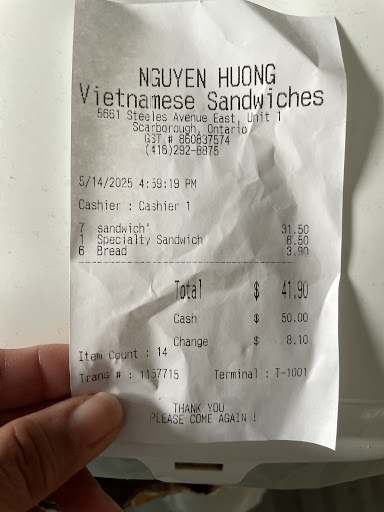 NGUYEN HUONG
Vietnamese Sandwiches
5661 Steeles Avenue East, Unit 1
Scarborough, Ontario
GST # 860837574
(416)292-6875
5/14/2025 4:59:19 PM
Cashier : Cashier 1
7 sandwich' 31.50
1 Specialty Sandwich 6.50
6 Bread 3.90
Total $ 41.90
Cash $ 50.00
Change $ 8.10
Item Count : 14
Trans # : 1157715 Terminal : T-1001
THANK YOU
PLEASE COME AGAIN !